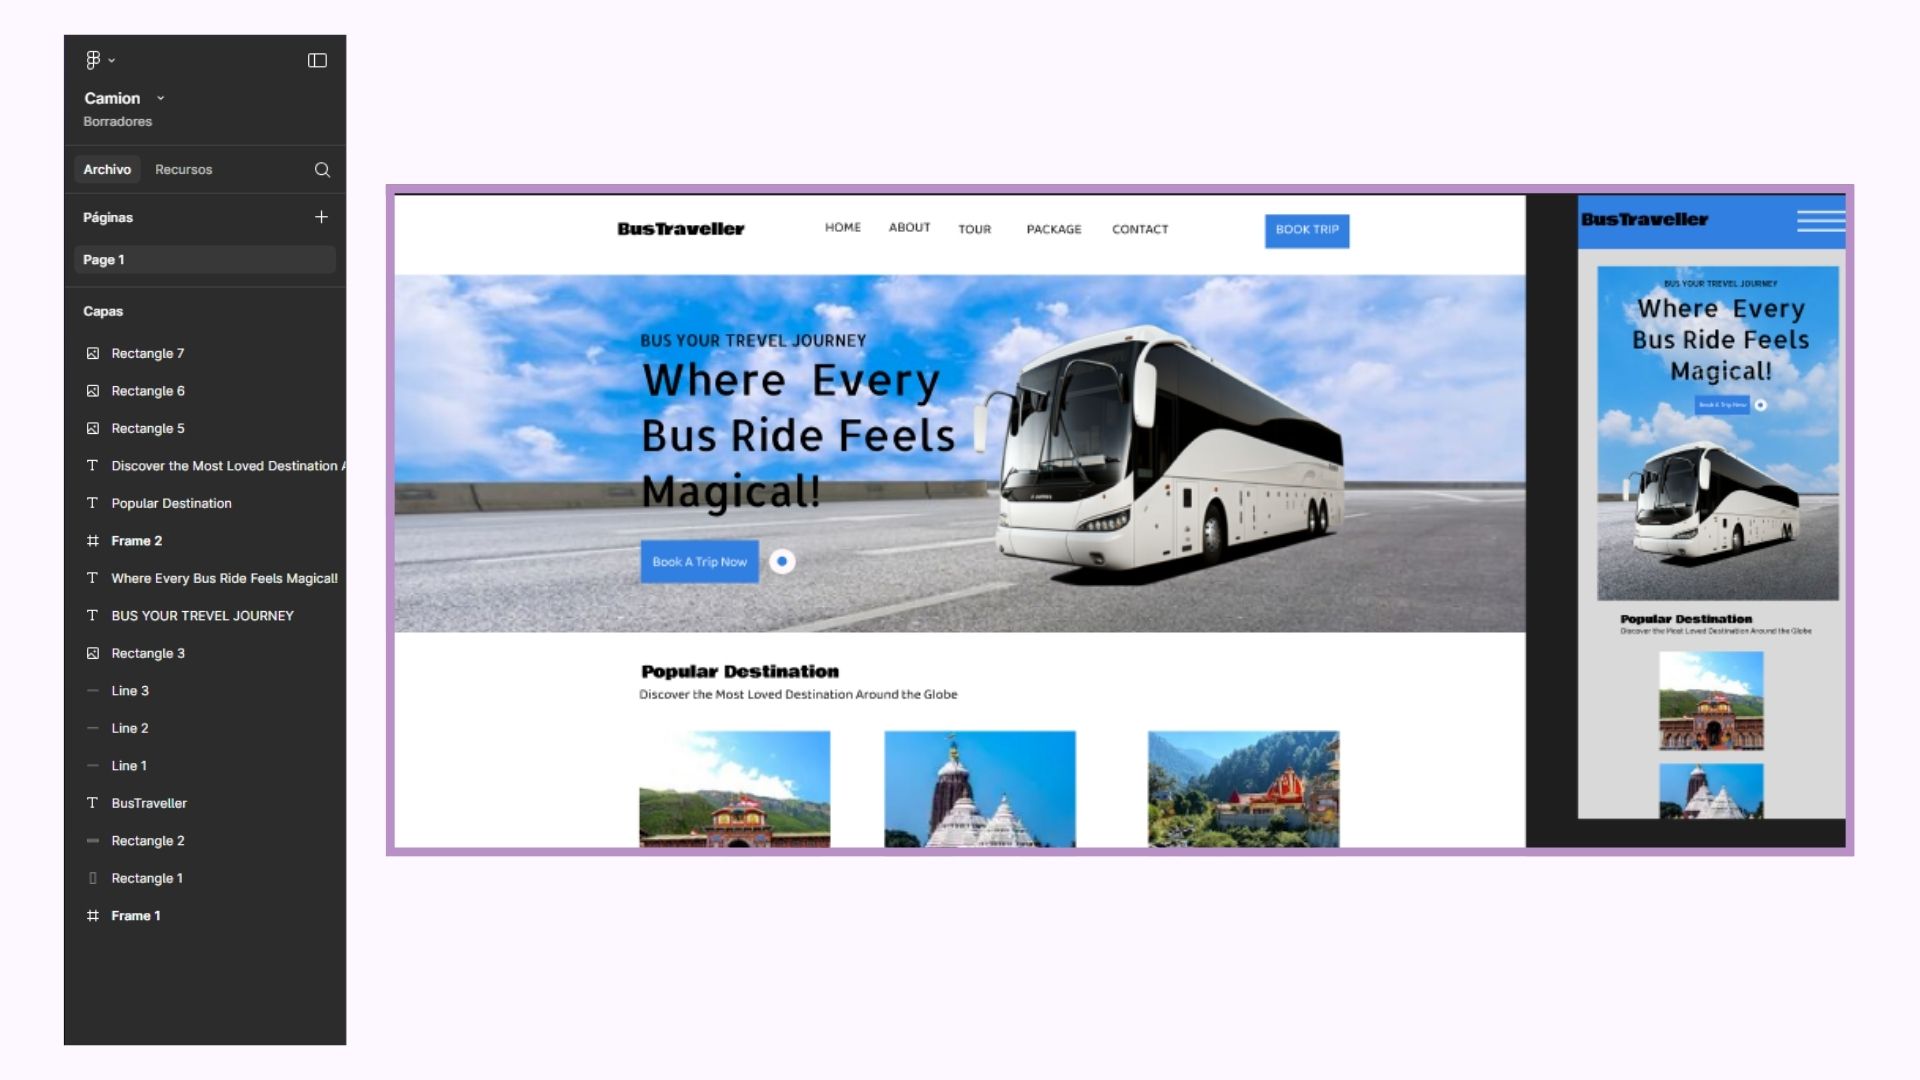 Camion
Borradores
Archivo Recursos
Páginas
Page 1
Capas
Rectangle 7
Rectangle 6
Rectangle 5
Discover the Most Loved Destination A
Popular Destination
Frame 2
Where Every Bus Ride Feels Magical!
BUS YOUR TREVEL JOURNEY
Rectangle 3
Line 3
Line 2
Line 1
BusTraveller
Rectangle 2
Rectangle 1
Frame 1
BusTraveller HOME ABOUT TOUR PACKAGE CONTACT BOOK TRIP
BUS YOUR TREVEL JOURNEY
Where Every
Bus Ride Feels
Magical!
Book A Trip Now
Popular Destination
Discover the Most Loved Destination Around the Globe
BusTraveller
BUS YOUR TREVEL JOURNEY
Where Every
Bus Ride Feels
Magical!
Book A Trip Now
Popular Destination
Discover the Most Loved Destination Around the Globe